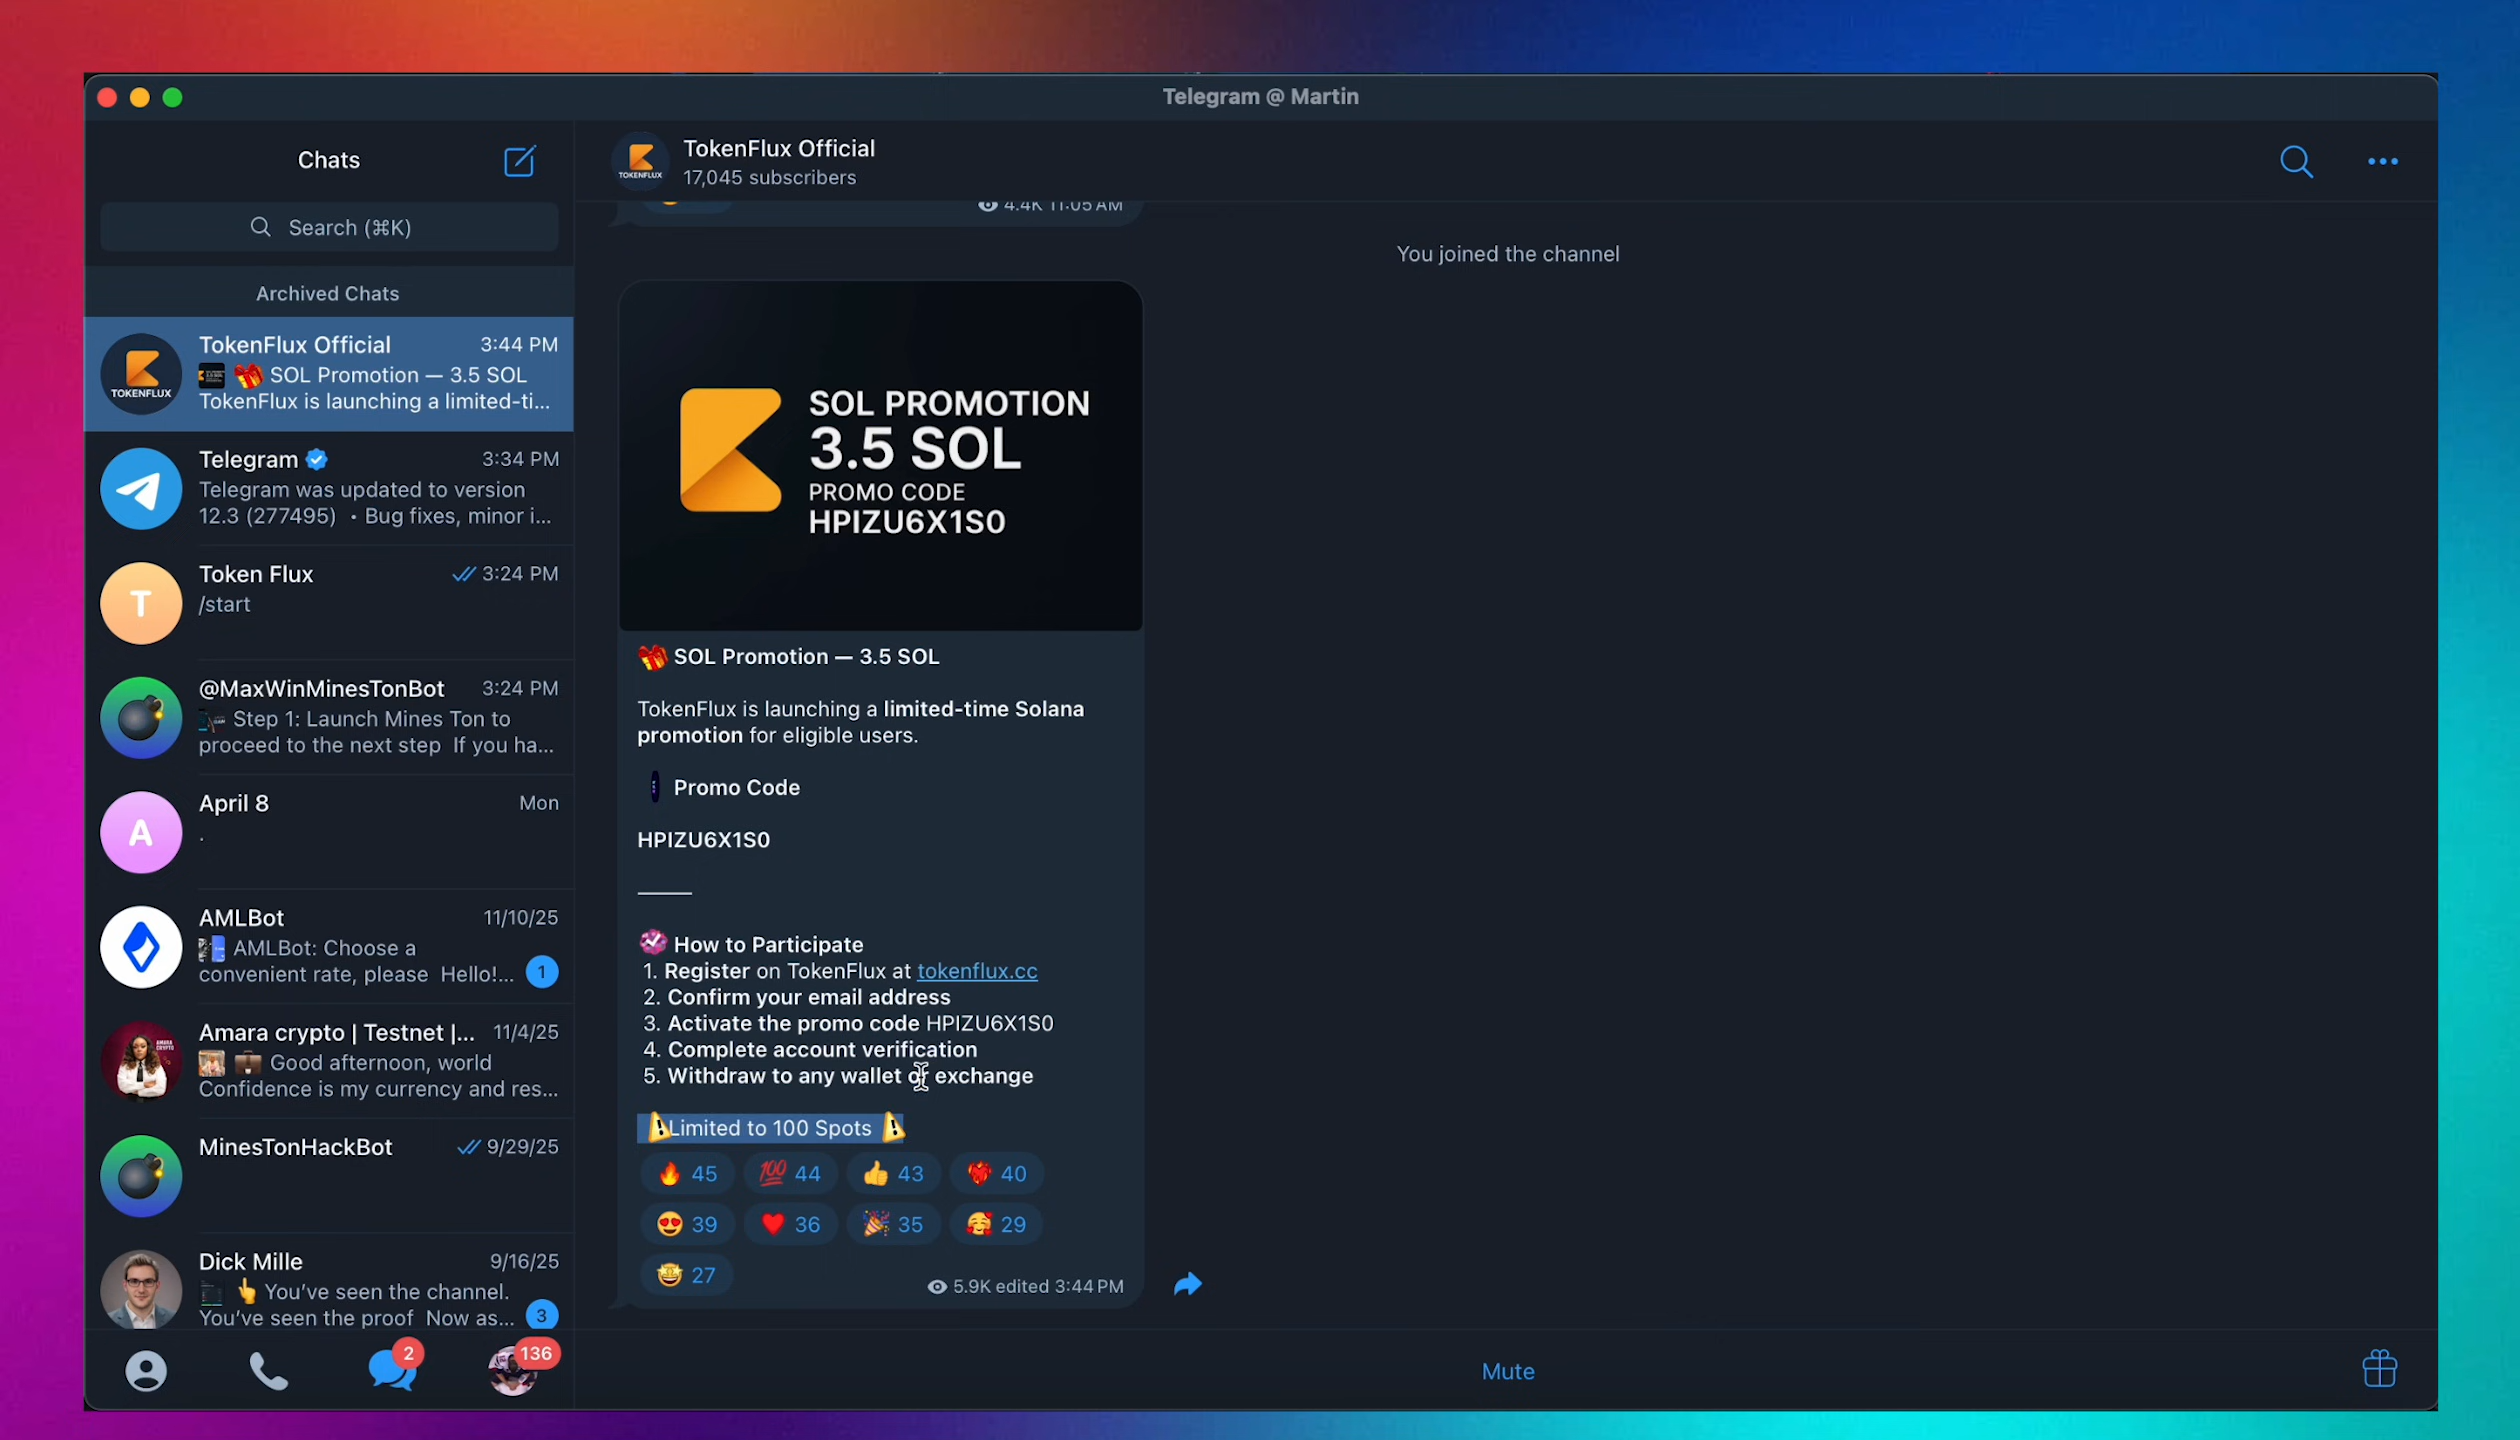 Telegram @ Martin
Chats
Search (⌘K)
Archived Chats
TokenFlux Official 3:44 PM
🎁 SOL Promotion — 3.5 SOL
TokenFlux is launching a limited-ti...
Telegram 3:34 PM
Telegram was updated to version
12.3 (277495) • Bug fixes, minor i...
T
Token Flux 3:24 PM
/start
@MaxWinMinesTonBot 3:24 PM
Step 1: Launch Mines Ton to
proceed to the next step If you ha...
A
April 8 Mon
.
AMLBot 11/10/25
AMLBot: Choose a
convenient rate, please Hello!... 1
Amara crypto | Testnet |... 11/4/25
💼 Good afternoon, world
Confidence is my currency and res...
MinesTonHackBot 9/29/25
Dick Mille 9/16/25
👆 You've seen the channel.
You've seen the proof Now as... 3
2
136
TOKENFLUX
TokenFlux Official
17,045 subscribers
4.4K 11:05 AM
You joined the channel
SOL PROMOTION
3.5 SOL
PROMO CODE
HPIZU6X1S0
🎁 SOL Promotion — 3.5 SOL
TokenFlux is launching a limited-time Solana
promotion for eligible users.
Promo Code
HPIZU6X1S0
How to Participate
1. Register on TokenFlux at tokenflux.cc
2. Confirm your email address
3. Activate the promo code HPIZU6X1S0
4. Complete account verification
5. Withdraw to any wallet or exchange
⚠️Limited to 100 Spots ⚠️
🔥 45 💯 44 👍 43 40
😍 39 ❤️ 36 🎉 35 🥰 29
🤩 27
5.9K edited 3:44 PM
Mute